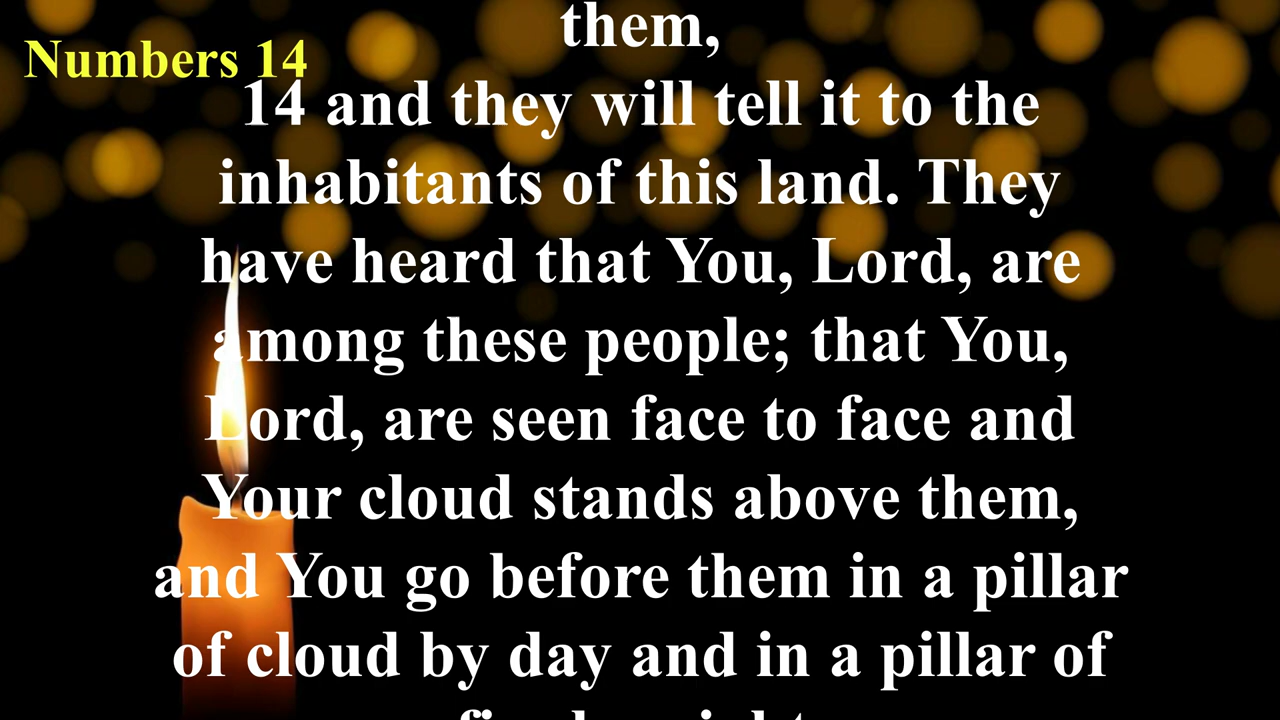 them,
Numbers 14
14 and they will tell it to the
inhabitants of this land. They
have heard that You, Lord, are
among these people; that You,
Lord, are seen face to face and
Your cloud stands above them,
and You go before them in a pillar
of cloud by day and in a pillar of